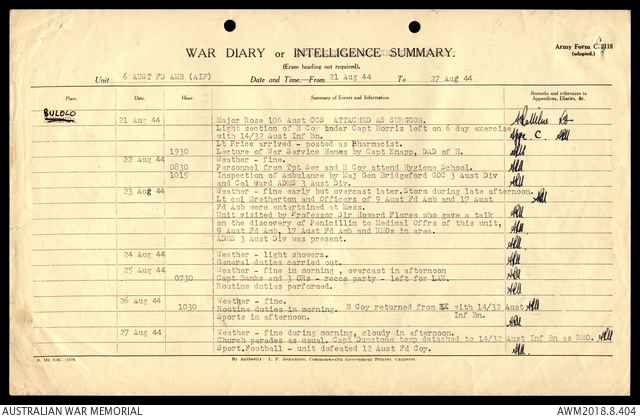 Army Form C. 2118
(adapted.)
WAR DIARY or INTELLIGENCE SUMMARY.
(Erase heading not required).
Unit 6 AUST FD AMB (AIF) Date and Time.—From 21 Aug 44 To 27 Aug 44
Place. Date. Hour. Summary of Events and Information. Remarks and references to Appendices, Diaries, &c.
BULOLO
21 Aug 44 Major Rose 106 Aust CCS ATTACHED AS SURGEON.
Light section of B Coy under Capt Morris left on 6 day exercise
with 14/32 Aust Inf Bn. C.
Lt Price arrived - posted as Pharmacist.
1930 Lecture of War Service Homes by Capt Knapp, DAD of H.
22 Aug 44 Weather - fine.
0830 Personnel from Tpt Sec and B Coy attend Hygiene School.
1015 Inspection of Ambulance by Maj Gen Bridgeford GOC 3 Aust Div
and Col Ward ADMS 3 Aust Div.
23 Aug 44 Weather - fine early but overcast later. Storm during late afternoon.
Lt Col Bretherton and Officers of 9 Aust Fd Amb and 17 Aust
Fd Amb were entertained at Mess.
Unit visited by Professor Sir Howard Flores who gave a talk
on the discovery of Penicillin to Medical Offrs of this unit,
9 Aust Fd Amb, 17 Aust Fd Amb and RMOs in area.
ADMS 3 Aust Div was present.
24 Aug 44 Weather - light showers.
General duties carried out.
25 Aug 44 Weather - fine in morning, overcast in afternoon
0730 Capt Banks and 3 ORs - recce party - left for LAE.
Routine duties performed.
26 Aug 44 Weather - fine.
1030 Routine duties in morning. B Coy returned from EX with 14/32 Aust
Sports in afternoon. Inf Bn.
27 Aug 44 Weather - fine during morning, cloudy in afternoon.
Church parades as usual. Capt Dunstone temp detached to 14/32 Aust Inf Bn as RMO.
Sport. Football - unit defeated 12 Aust Fd Coy.
By Authority: L. F. Johnston, Commonwealth Government Printer, Canberra.
AUSTRALIAN WAR MEMORIAL
AWM2018.8.404